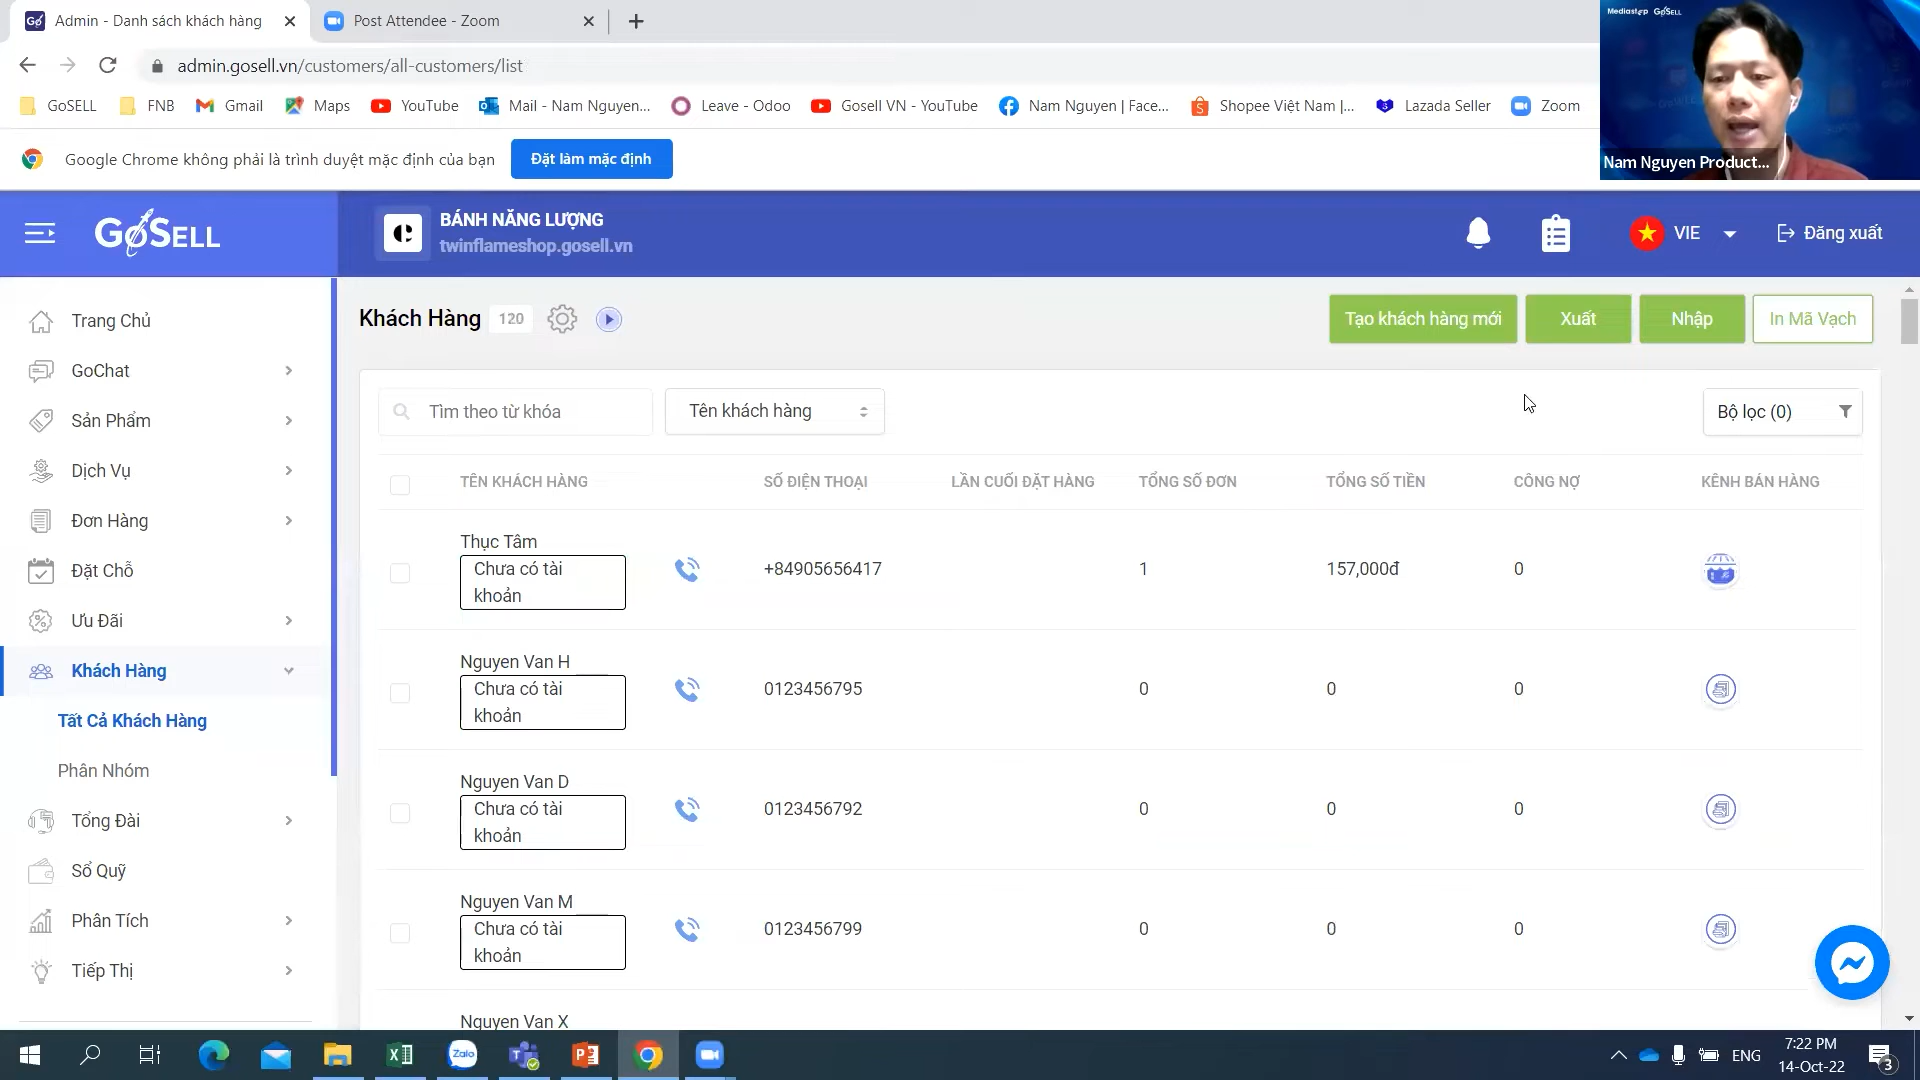 Admin - Danh sách khách hàng
Post Attendee - Zoom
admin.gosell.vn/customers/all-customers/list
GoSELL FNB Gmail Maps YouTube Mail - Nam Nguyen... Leave - Odoo Gosell VN - YouTube Nam Nguyen | Face... Shopee Việt Nam |... Lazada Seller Zoom
Mediastep GoSELL
Nam Nguyen Product...
Google Chrome không phải là trình duyệt mặc định của bạn Đặt làm mặc định
GoSELL
BÁNH NĂNG LƯỢNG
twinflameshop.gosell.vn
VIE Đăng xuất
Trang Chủ
GoChat
Sản Phẩm
Dịch Vụ
Đơn Hàng
Đặt Chỗ
Ưu Đãi
Khách Hàng
Tất Cả Khách Hàng
Phân Nhóm
Tổng Đài
Sổ Quỹ
Phân Tích
Tiếp Thị
Khách Hàng 120
Tạo khách hàng mới Xuất Nhập In Mã Vạch
Tìm theo từ khóa Tên khách hàng Bộ lọc (0)
TÊN KHÁCH HÀNG SỐ ĐIỆN THOẠI LẦN CUỐI ĐẶT HÀNG TỔNG SỐ ĐƠN TỔNG SỐ TIỀN CÔNG NỢ KÊNH BÁN HÀNG
Thục Tâm
Chưa có tài
khoản
+84905656417 1 157,000đ 0
Nguyen Van H
Chưa có tài
khoản
0123456795 0 0 0
Nguyen Van D
Chưa có tài
khoản
0123456792 0 0 0
Nguyen Van M
Chưa có tài
khoản
0123456799 0 0 0
Nguyen Van X
Zalo
ENG
7:22 PM
14-Oct-22
3